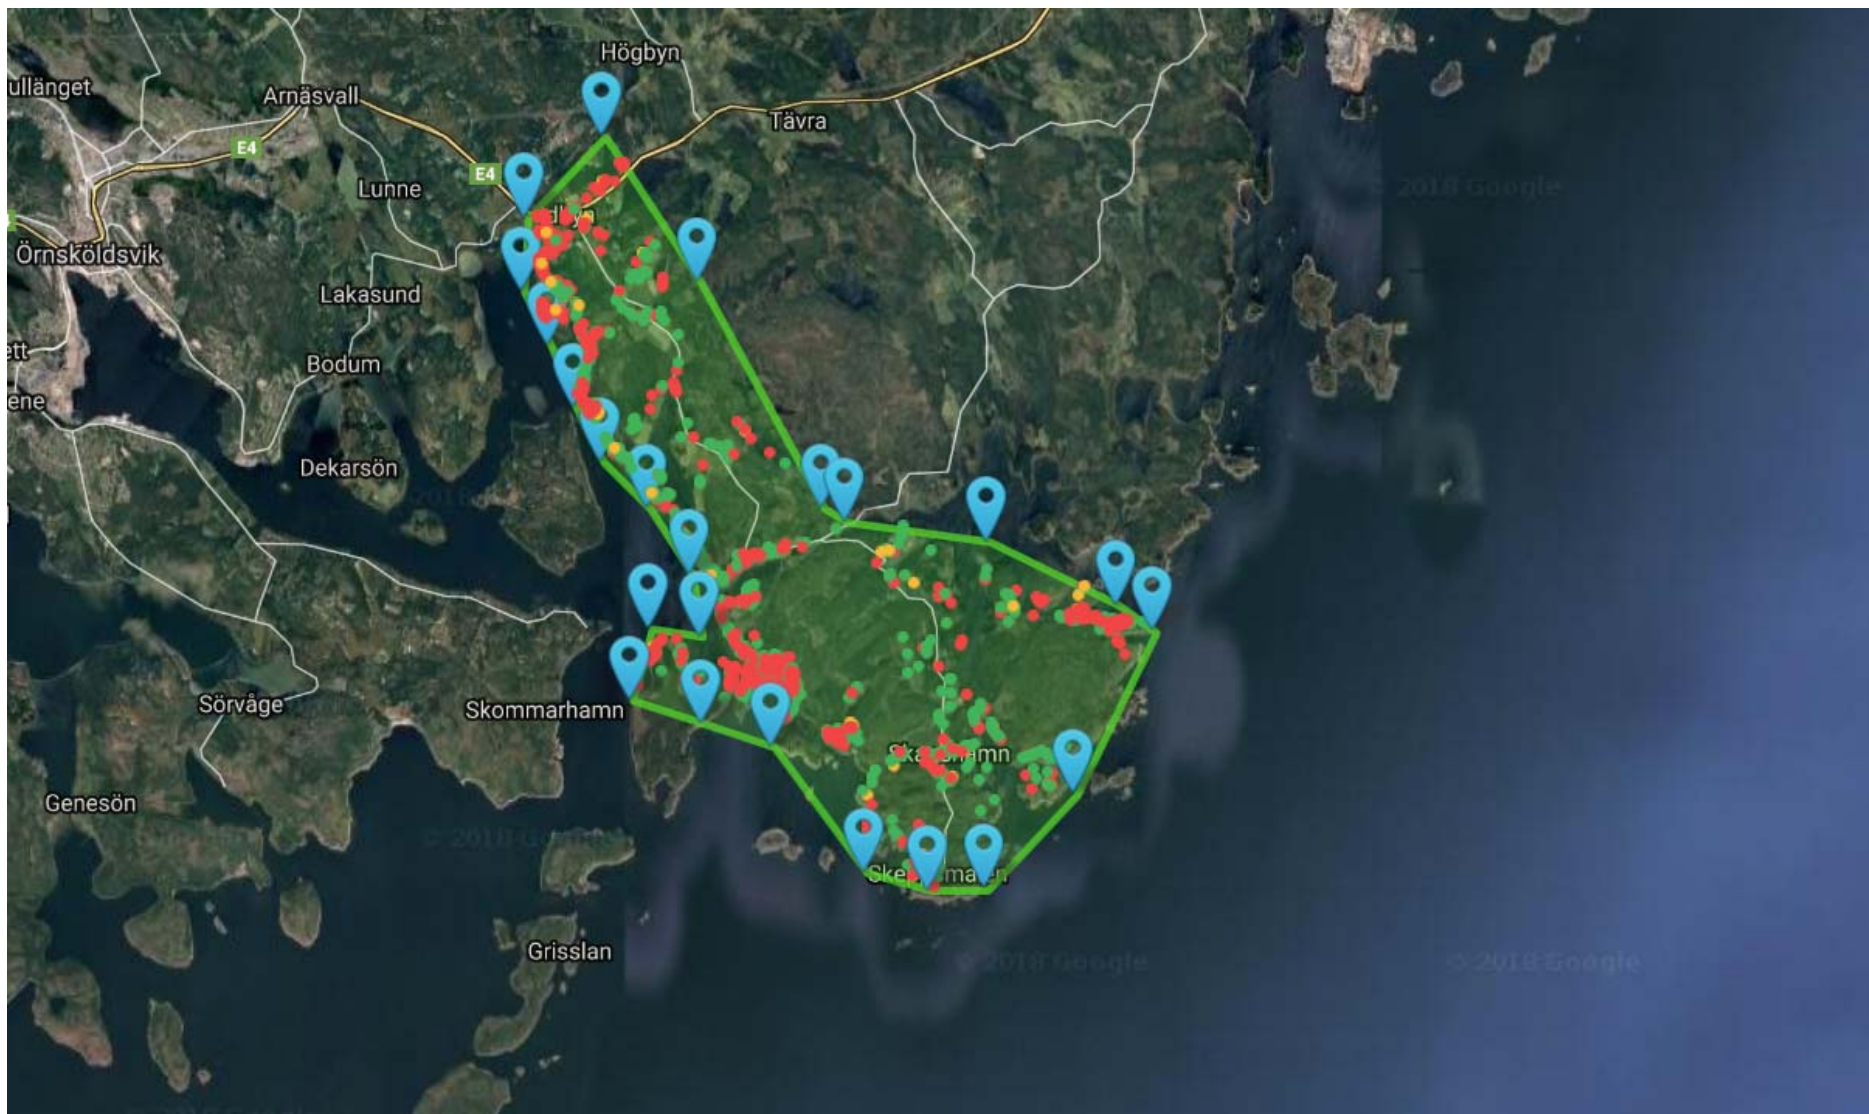 Högbyn
ullänget
Arnäsvall
Tävra
E4
E4
Lunne
© 2018 Google
Örnsköldsvik
Lakasund
ett
Bodum
ene
Dekarsön
Sörvåge
Skommarhamn
Genesön
© 2018 Google
Grisslan
© 2018 Google
© 2018 Google